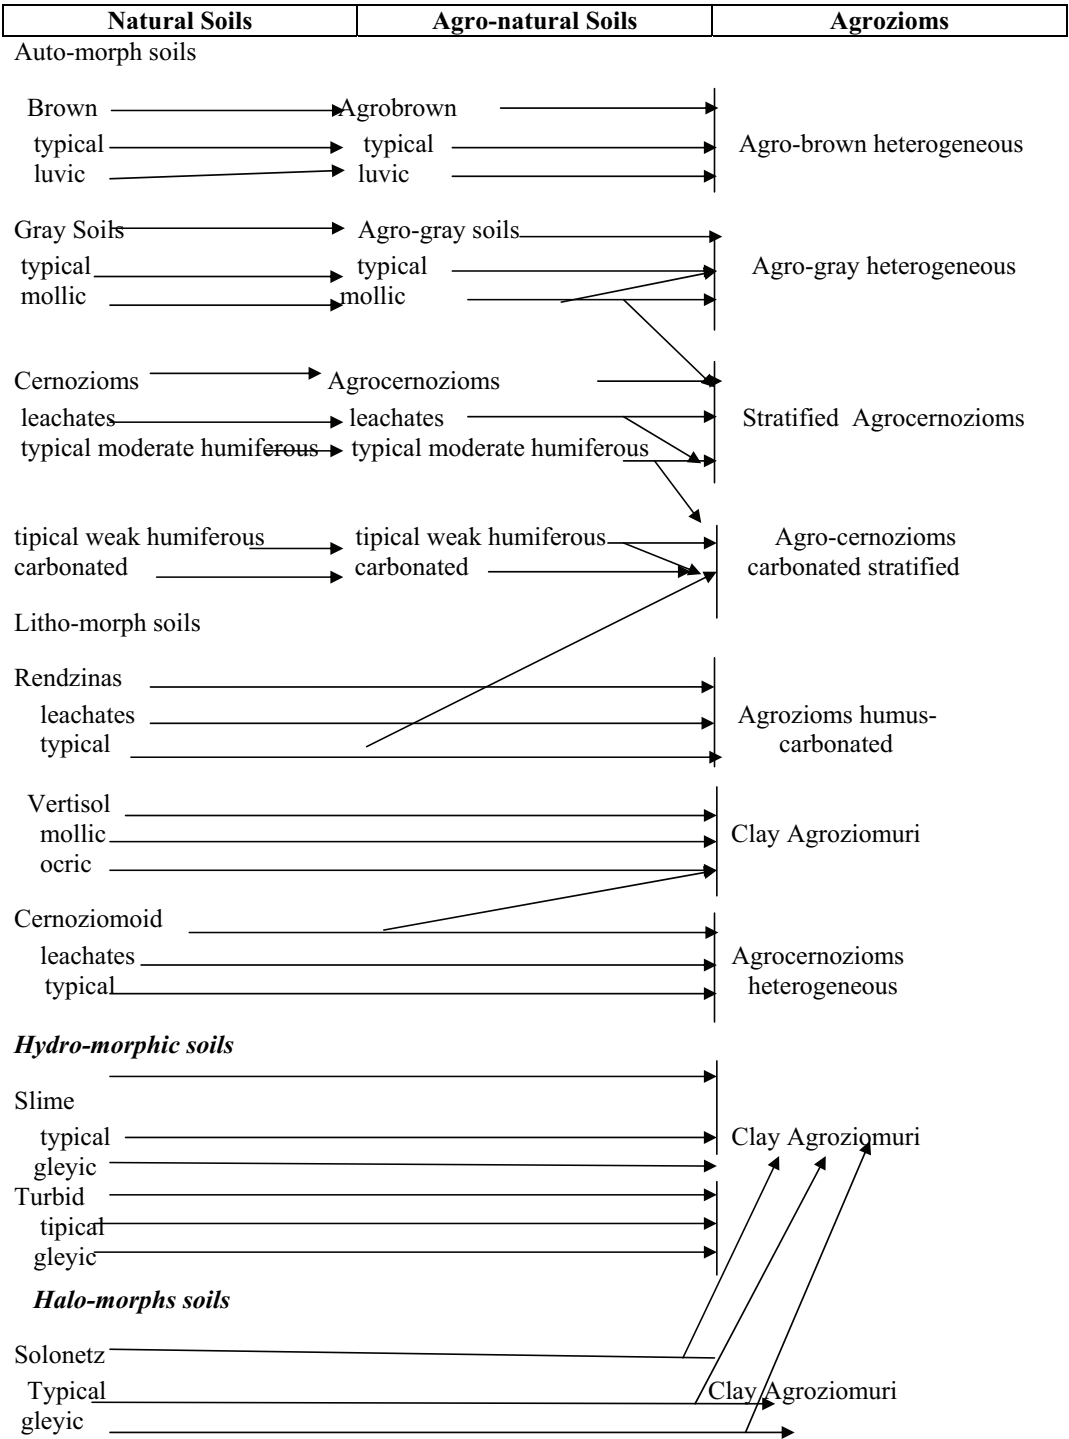 Natural Soils Agro-natural Soils Agrozioms
Auto-morph soils
Brown Agrobrown
typical typical Agro-brown heterogeneous
luvic luvic
Gray Soils Agro-gray soils
typical typical Agro-gray heterogeneous
mollic mollic
Cernozioms Agrocernozioms
leachates leachates Stratified Agrocernozioms
typical moderate humiferous typical moderate humiferous
tipical weak humiferous tipical weak humiferous Agro-cernozioms
carbonated carbonated carbonated stratified
Litho-morph soils
Rendzinas
leachates Agrozioms humus-
typical carbonated
Vertisol
mollic Clay Agroziomuri
ocric
Cernoziomoid
leachates Agrocernozioms
typical heterogeneous
Hydro-morphic soils
Slime
typical Clay Agroziomuri
gleyic
Turbid
tipical
gleyic
Halo-morphs soils
Solonetz
Typical Clay Agroziomuri
gleyic